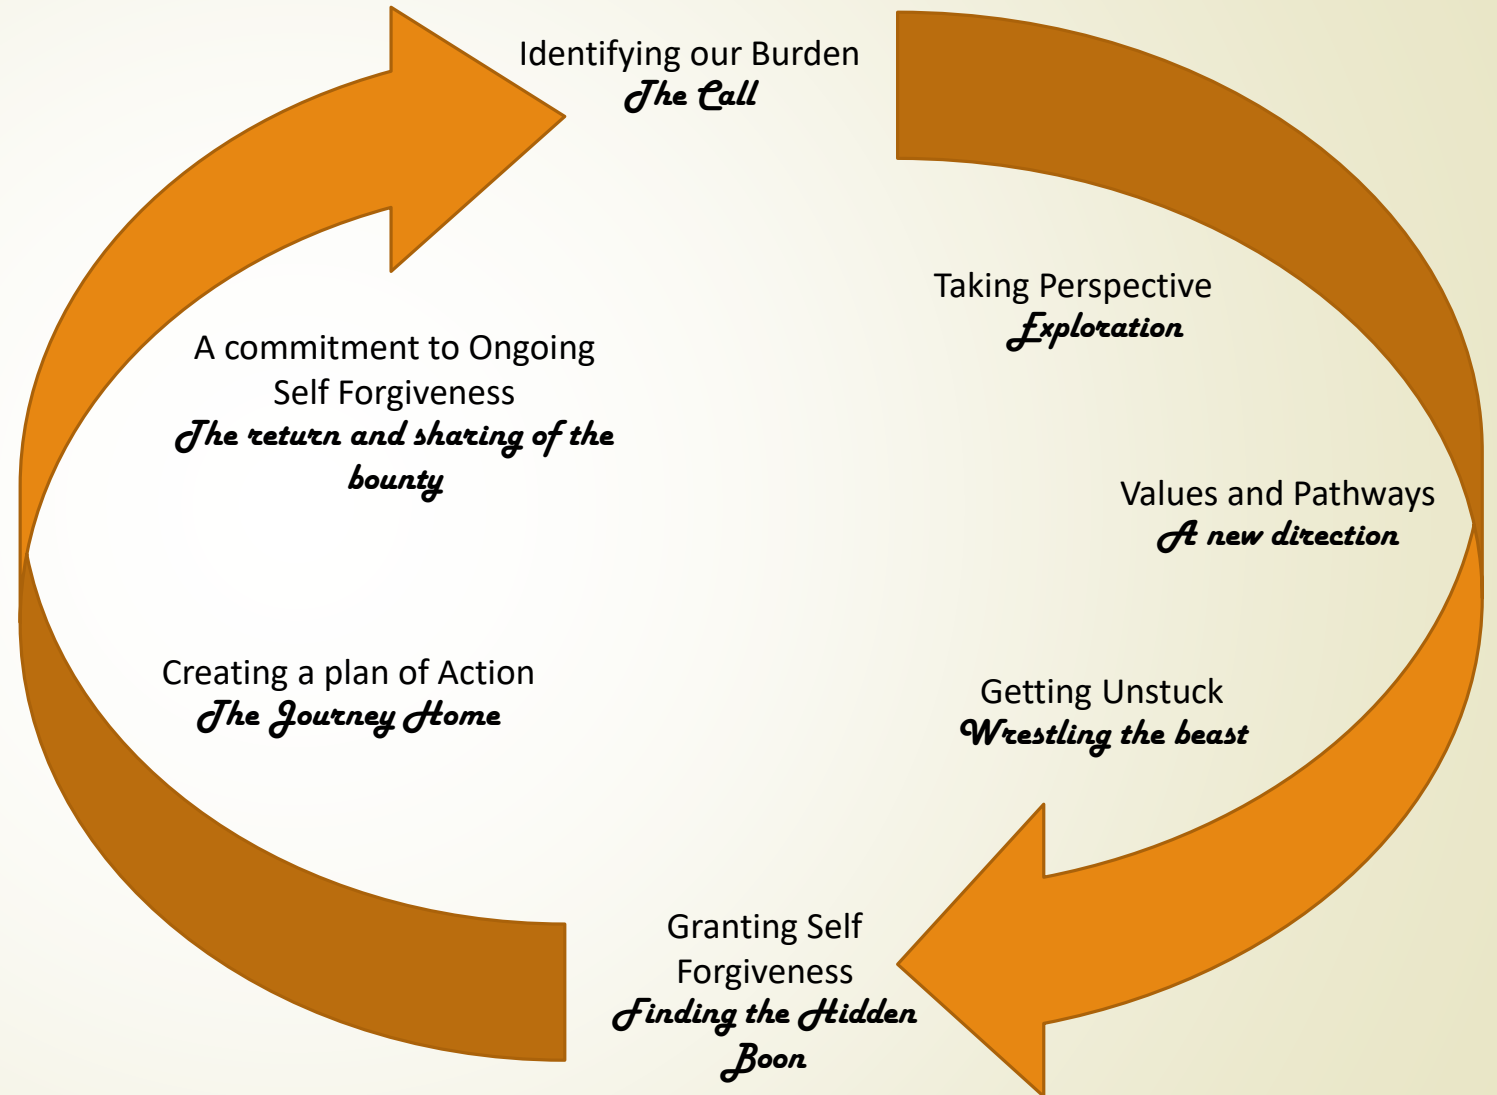 Identifying our Burden
The Call
Taking Perspective
Exploration
Values and Pathways
A new direction
Getting Unstuck
Wrestling the beast
Granting Self
Forgiveness
Finding the Hidden
Boon
Creating a plan of Action
The Journey Home
A commitment to Ongoing
Self Forgiveness
The return and sharing of the
bounty